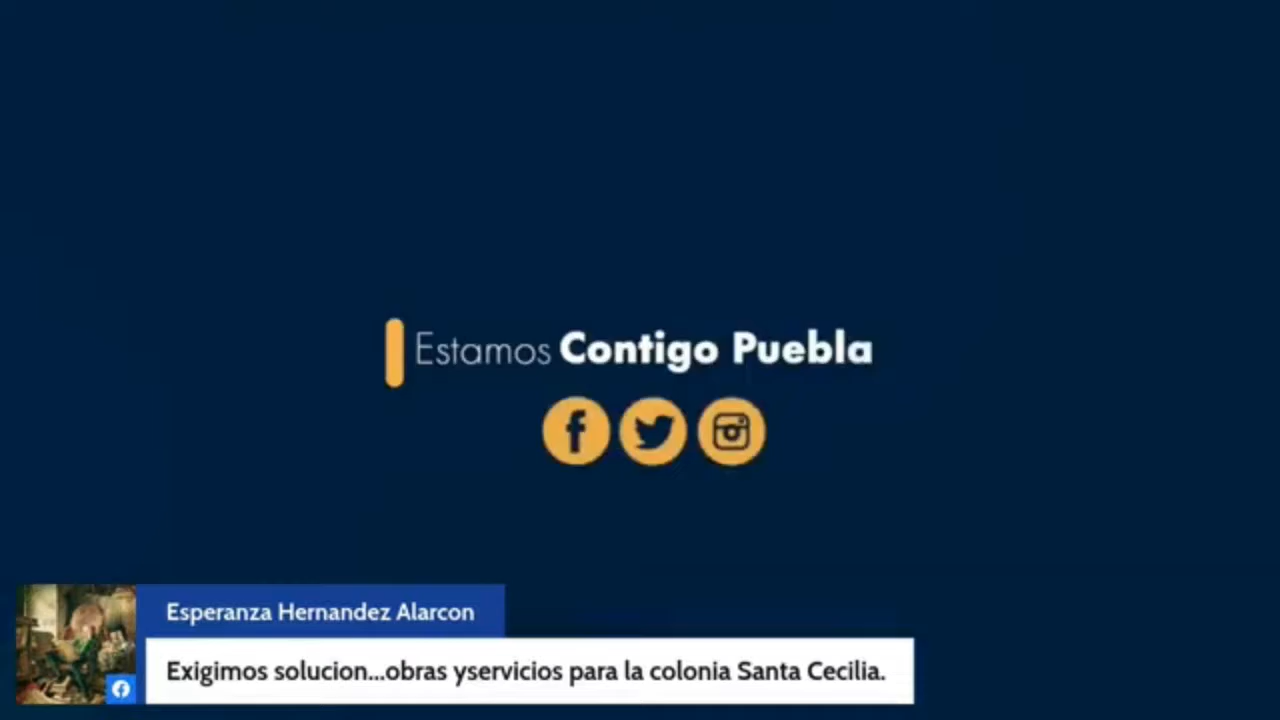 Estamos Contigo Puebla
Esperanza Hernandez Alarcon
Exigimos solucion...obras yservicios para la colonia Santa Cecilia.